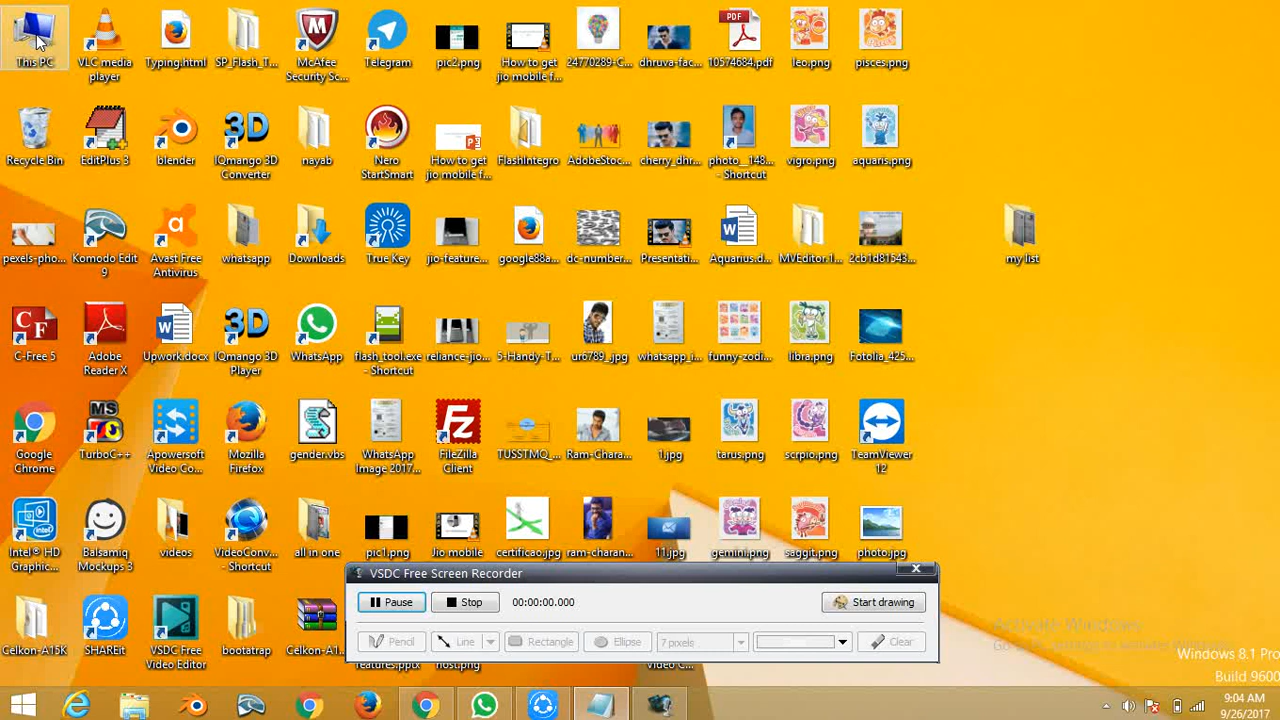 This PC
VLC media
player
Typing.html
SP_Flash_T...
McAfee
Security Sc...
Telegram
pic2.png
How to get
jio mobile f...
24770289-C...
dhruva-fac...
PDF
10574684.pdf
leo.png
pisces.png
Recycle Bin
EditPlus 3
blender
3D
IQmango 3D
Converter
nayab
Nero
StartSmart
How to get
jio mobile f...
FlashIntegro
AdobeStoc...
cherry_dhr...
photo__148...
- Shortcut
vigro.png
aquaris.png
pexels-pho...
Komodo Edit
9
Avast Free
Antivirus
whatsapp
Downloads
True Key
jio-feature...
google88a...
dc-number...
Presentati...
Aquarius.d...
MVEditor.1...
2cb1d81543...
my list
C-Free 5
Adobe
Reader X
Upwork.docx
3D
IQmango 3D
Player
WhatsApp
flash_tool.exe
- Shortcut
reliance-jio...
5-Handy-T...
ur6789_.jpg
whatsapp_i...
funny-zodi...
libra.png
Fotolia_425...
Google
Chrome
MS
TurboC++
Apowersoft
Video Co...
Mozilla
Firefox
gender.vbs
WhatsApp
Image 2017...
Fz
FileZilla
Client
TUSSTMQ_...
Ram-Chara...
1.jpg
tarus.png
scrpio.png
TeamViewer
12
intel
Intel® HD
Graphic...
Balsamiq
Mockups 3
videos
VideoConv...
- Shortcut
all in one
pic1.png
Jio mobile
certificao.jpg
ram-charan...
11.jpg
gemini.png
saggit.png
photo.jpg
VSDC Free Screen Recorder
Pause
Stop
00:00:00.000
Start drawing
Pencil
Line
Rectangle
Ellipse
7 pixels
Clear
Celkon-A15K
SHAREit
VSDC Free
Video Editor
bootatrap
Celkon-A1...
features.pptx
host.png
Video C...
Activate Windows
Windows 8.1 Pro
Build 9600
9:04 AM
9/26/2017